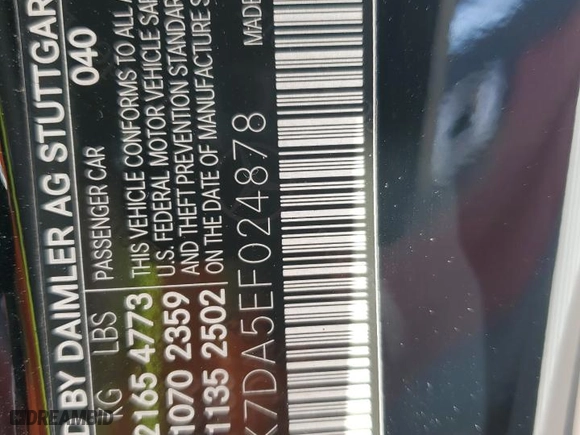 D BY DAIMLER AG STUTTGAR
040
KG LBS PASSENGER CAR
2165 4773 THIS VEHICLE CONFORMS TO ALL A
1070 2359 U.S. FEDERAL MOTOR VEHICLE SAF
1135 2502 AND THEFT PREVENTION STANDAR
ON THE DATE OF MANUFACTURE S
MADE
K7DA5EF024878
DREAMBID